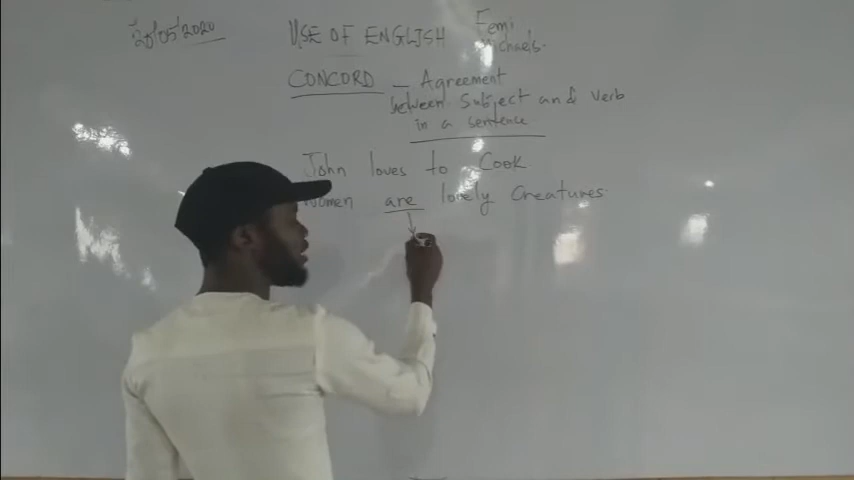 20/05/2020
USE OF ENGLISH
Femi
Michaels.
CONCORD — Agreement
between Subject and verb
in a sentence
John loves to Cook
Women are lovely Creatures.